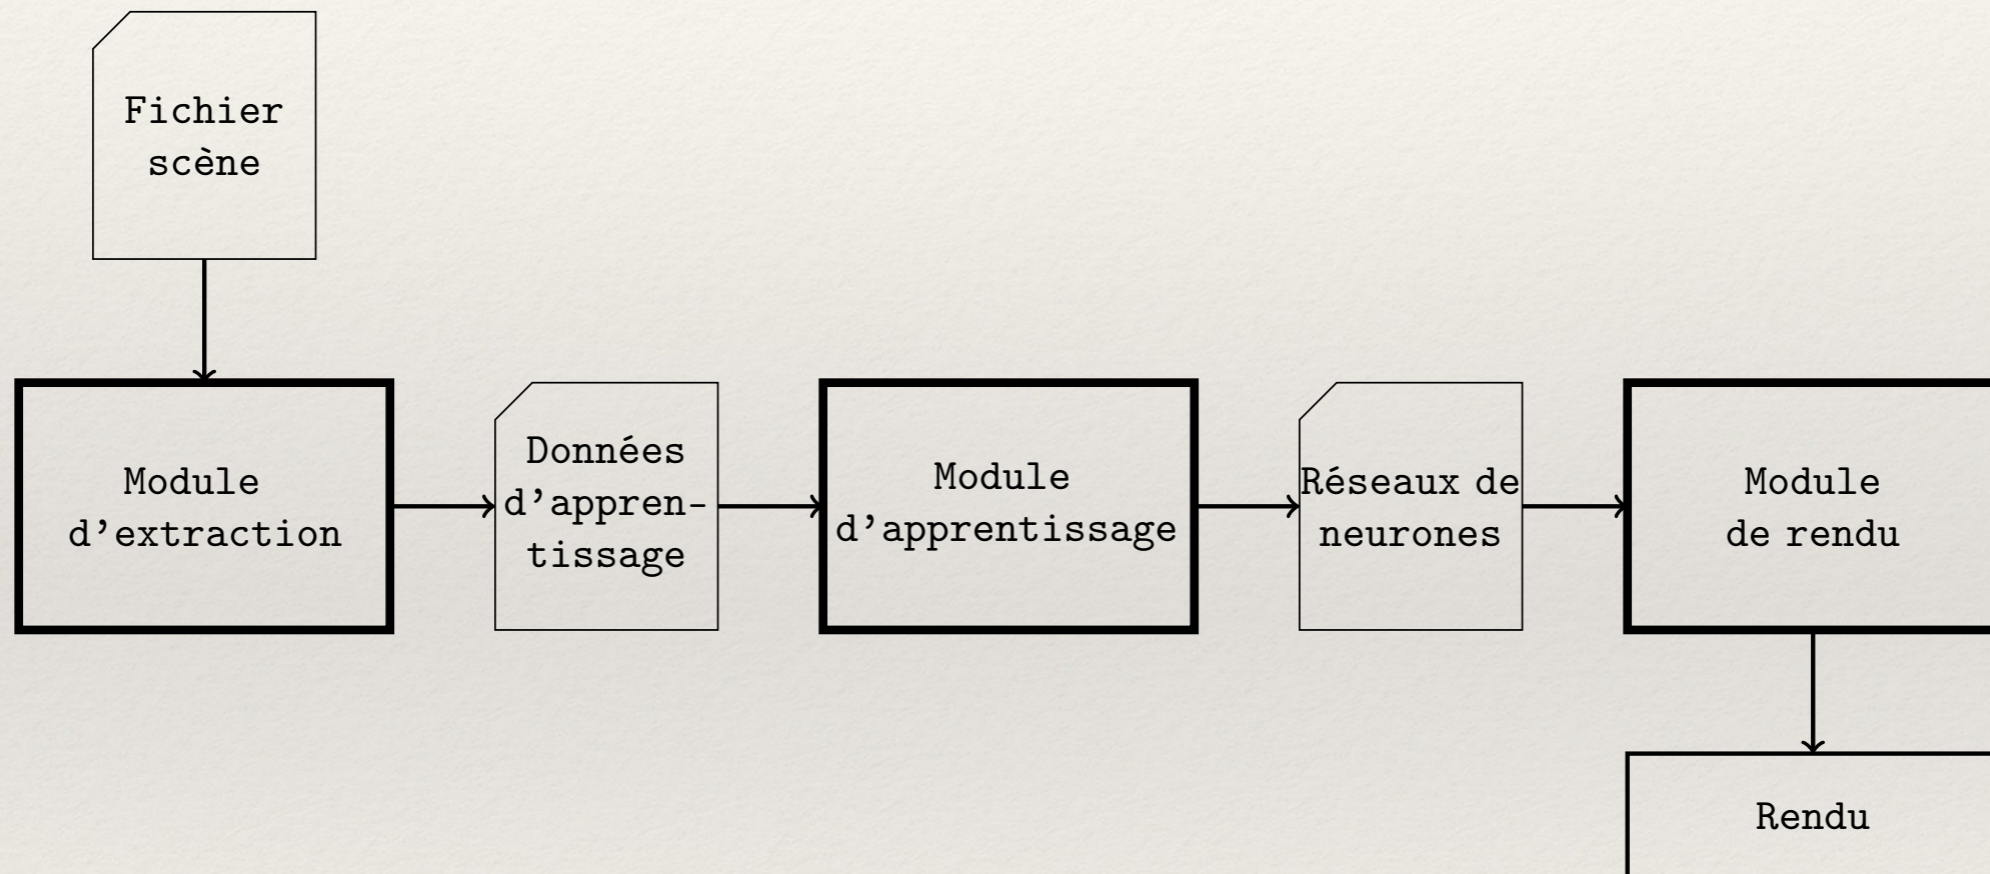 Fichier
scène
Module
d'extraction
Données
d'appren-
tissage
Module
d'apprentissage
Réseaux de
neurones
Module
de rendu
Rendu